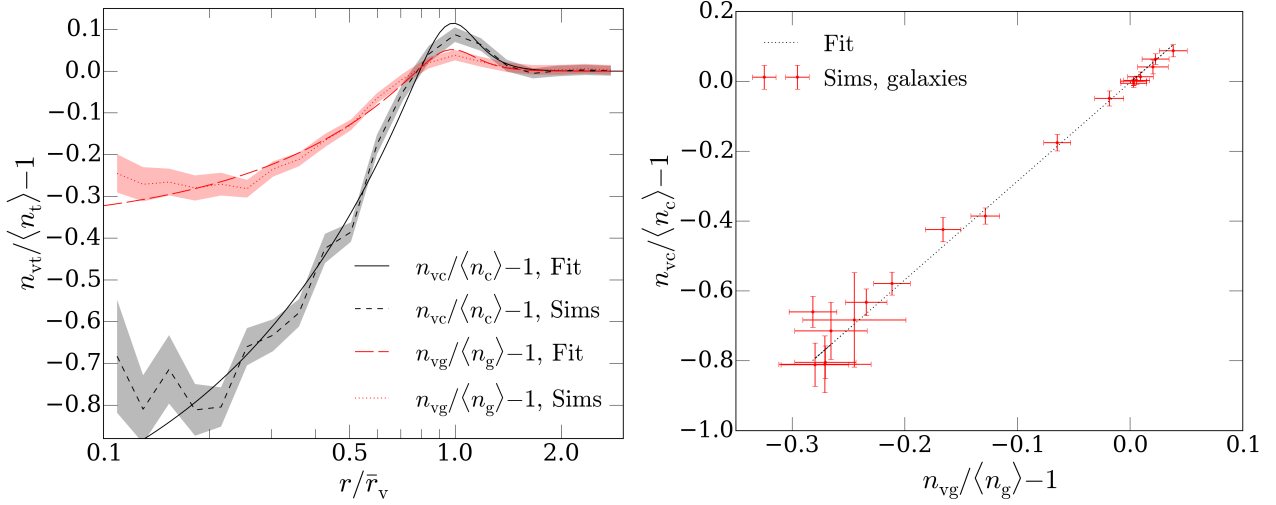 0.1
0.0
−0.1
−0.2
−0.3
−0.4
−0.5
−0.6
−0.7
−0.8
n_vt/⟨n_t⟩−1
n_vc/⟨n_c⟩−1, Fit
n_vc/⟨n_c⟩−1, Sims
n_vg/⟨n_g⟩−1, Fit
n_vg/⟨n_g⟩−1, Sims
0.1 0.5 1.0 2.0
r/r̄_v
0.2
0.0
−0.2
−0.4
−0.6
−0.8
−1.0
n_vc/⟨n_c⟩−1
Fit
Sims, galaxies
−0.3 −0.2 −0.1 0.0 0.1
n_vg/⟨n_g⟩−1